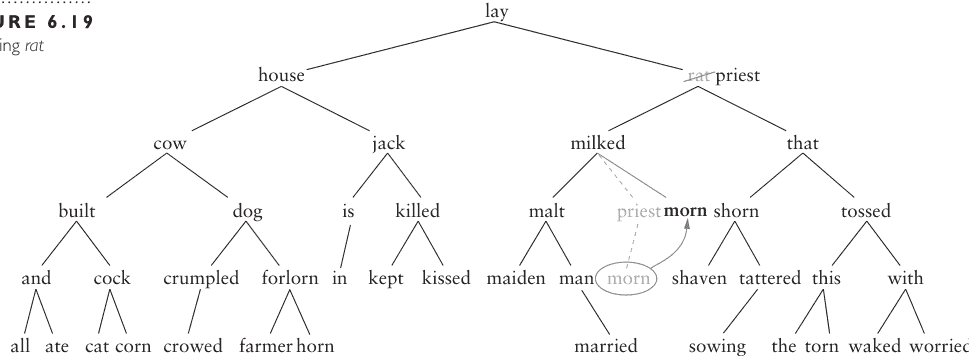 URE 6.19
ing rat
lay
house rat priest
cow jack milked that
built dog is killed malt priest morn shorn tossed
and cock crumpled forlorn in kept kissed maiden man morn shaven tattered this with
all ate cat corn crowed farmer horn married sowing the torn waked worried